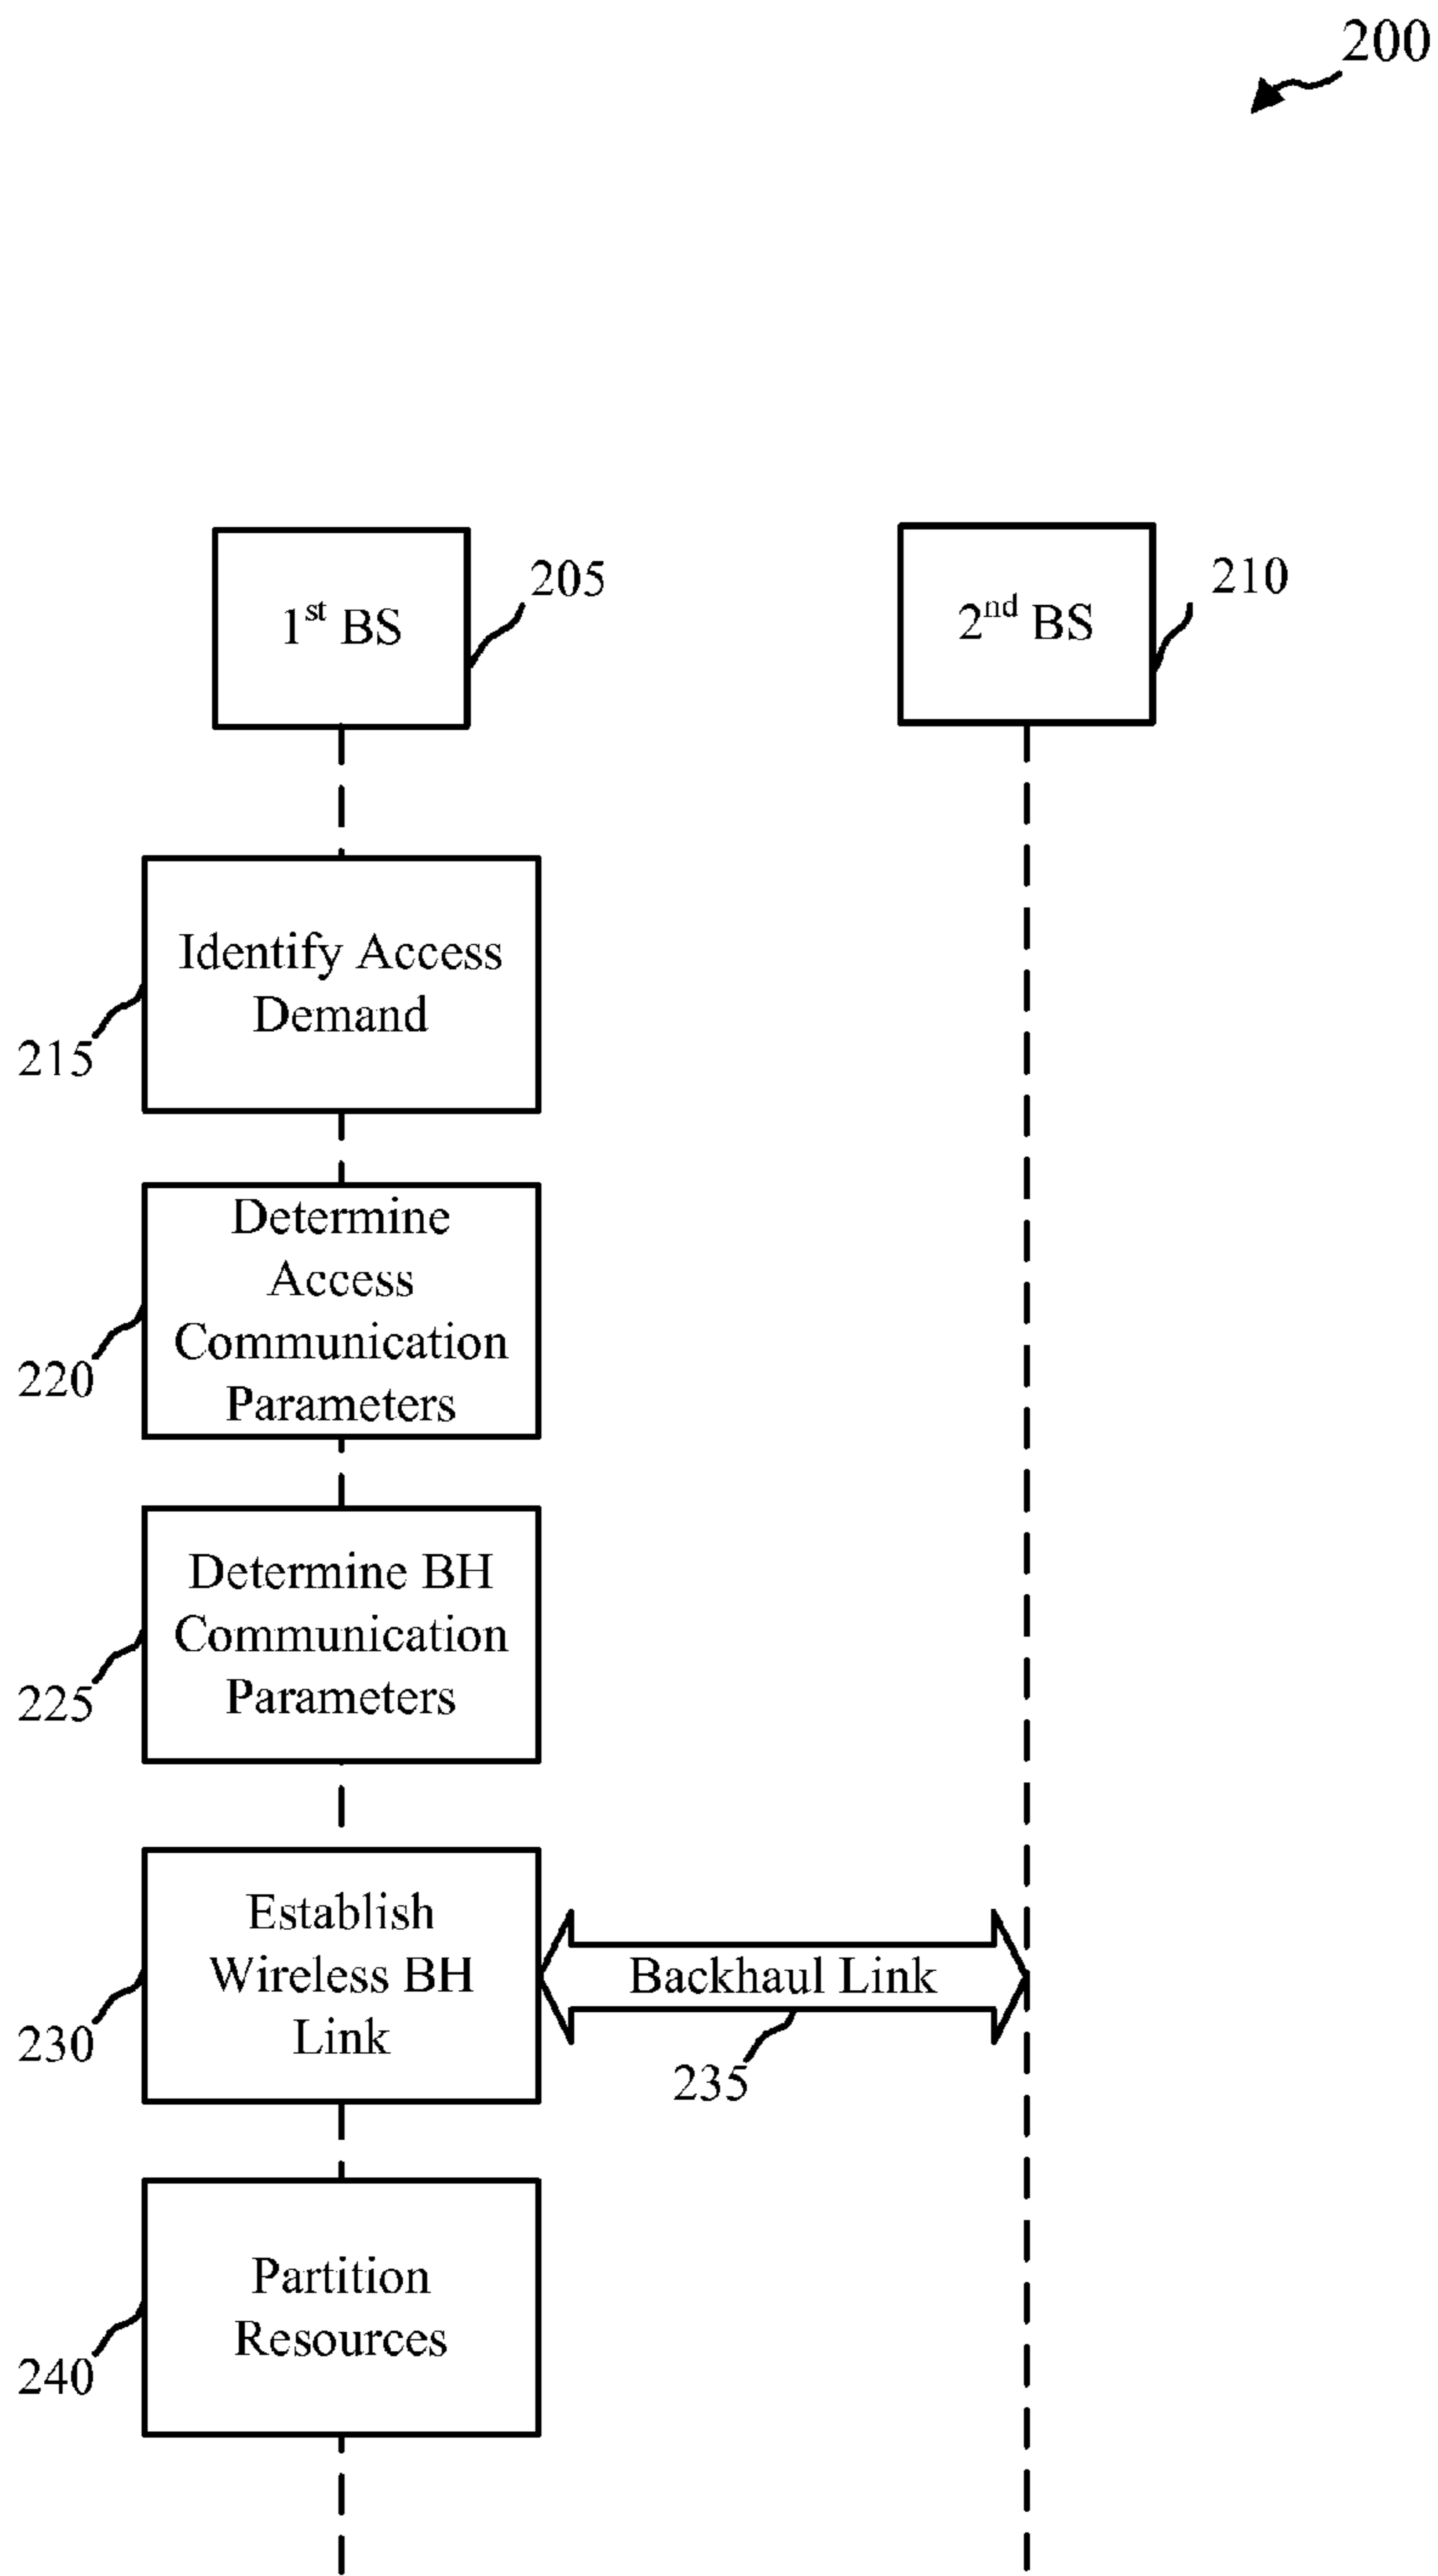 200
1st BS
205
2nd BS
210
Identify Access
Demand
215
Determine
Access
Communication
Parameters
220
Determine BH
Communication
Parameters
225
Establish
Wireless BH
Link
230
Backhaul Link
235
Partition
Resources
240